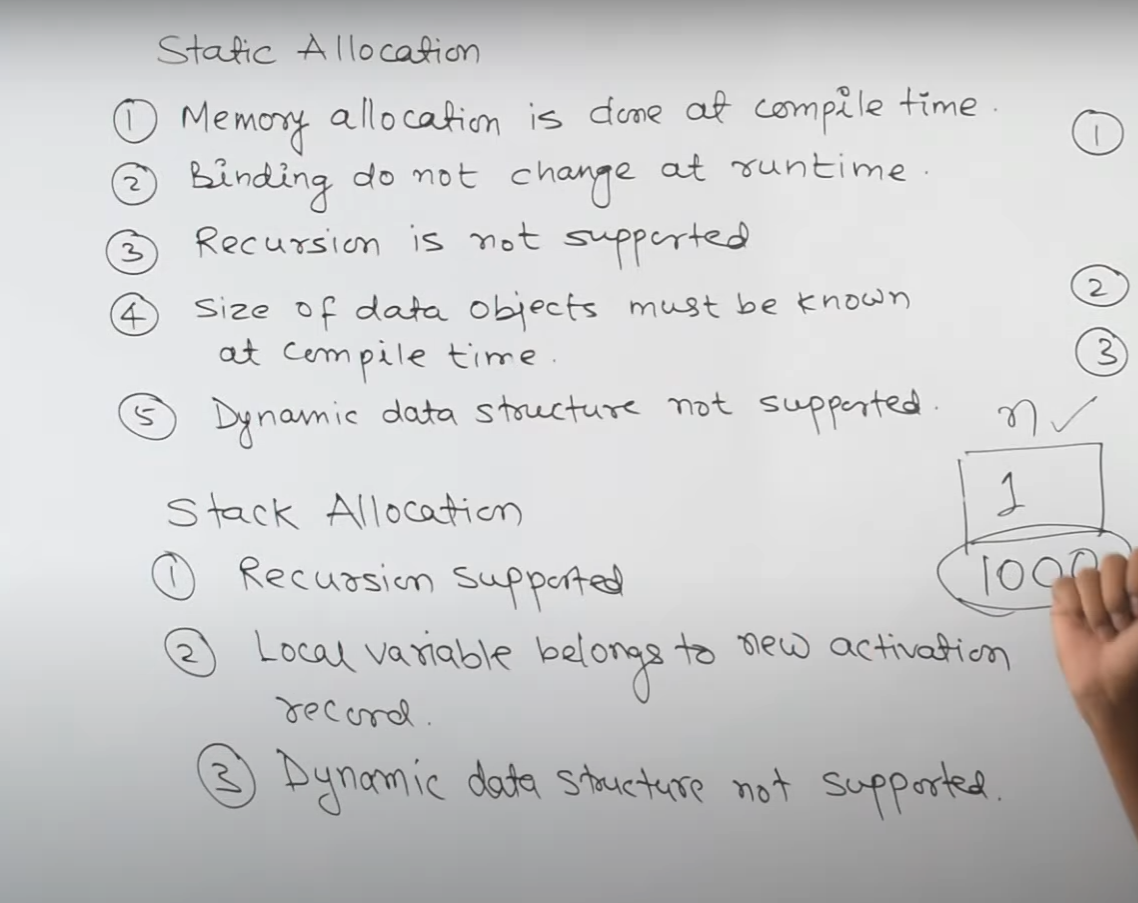 Static Allocation
① Memory allocation is done at compile time.
② Binding do not change at runtime.
③ Recursion is not supported
④ Size of data objects must be known
at compile time.
⑤ Dynamic data structure not supported.
Stack Allocation
① Recursion supported
② Local variable belongs to new activation
record.
③ Dynamic data structure not supported.
①
②
③
n ✓
1
1000